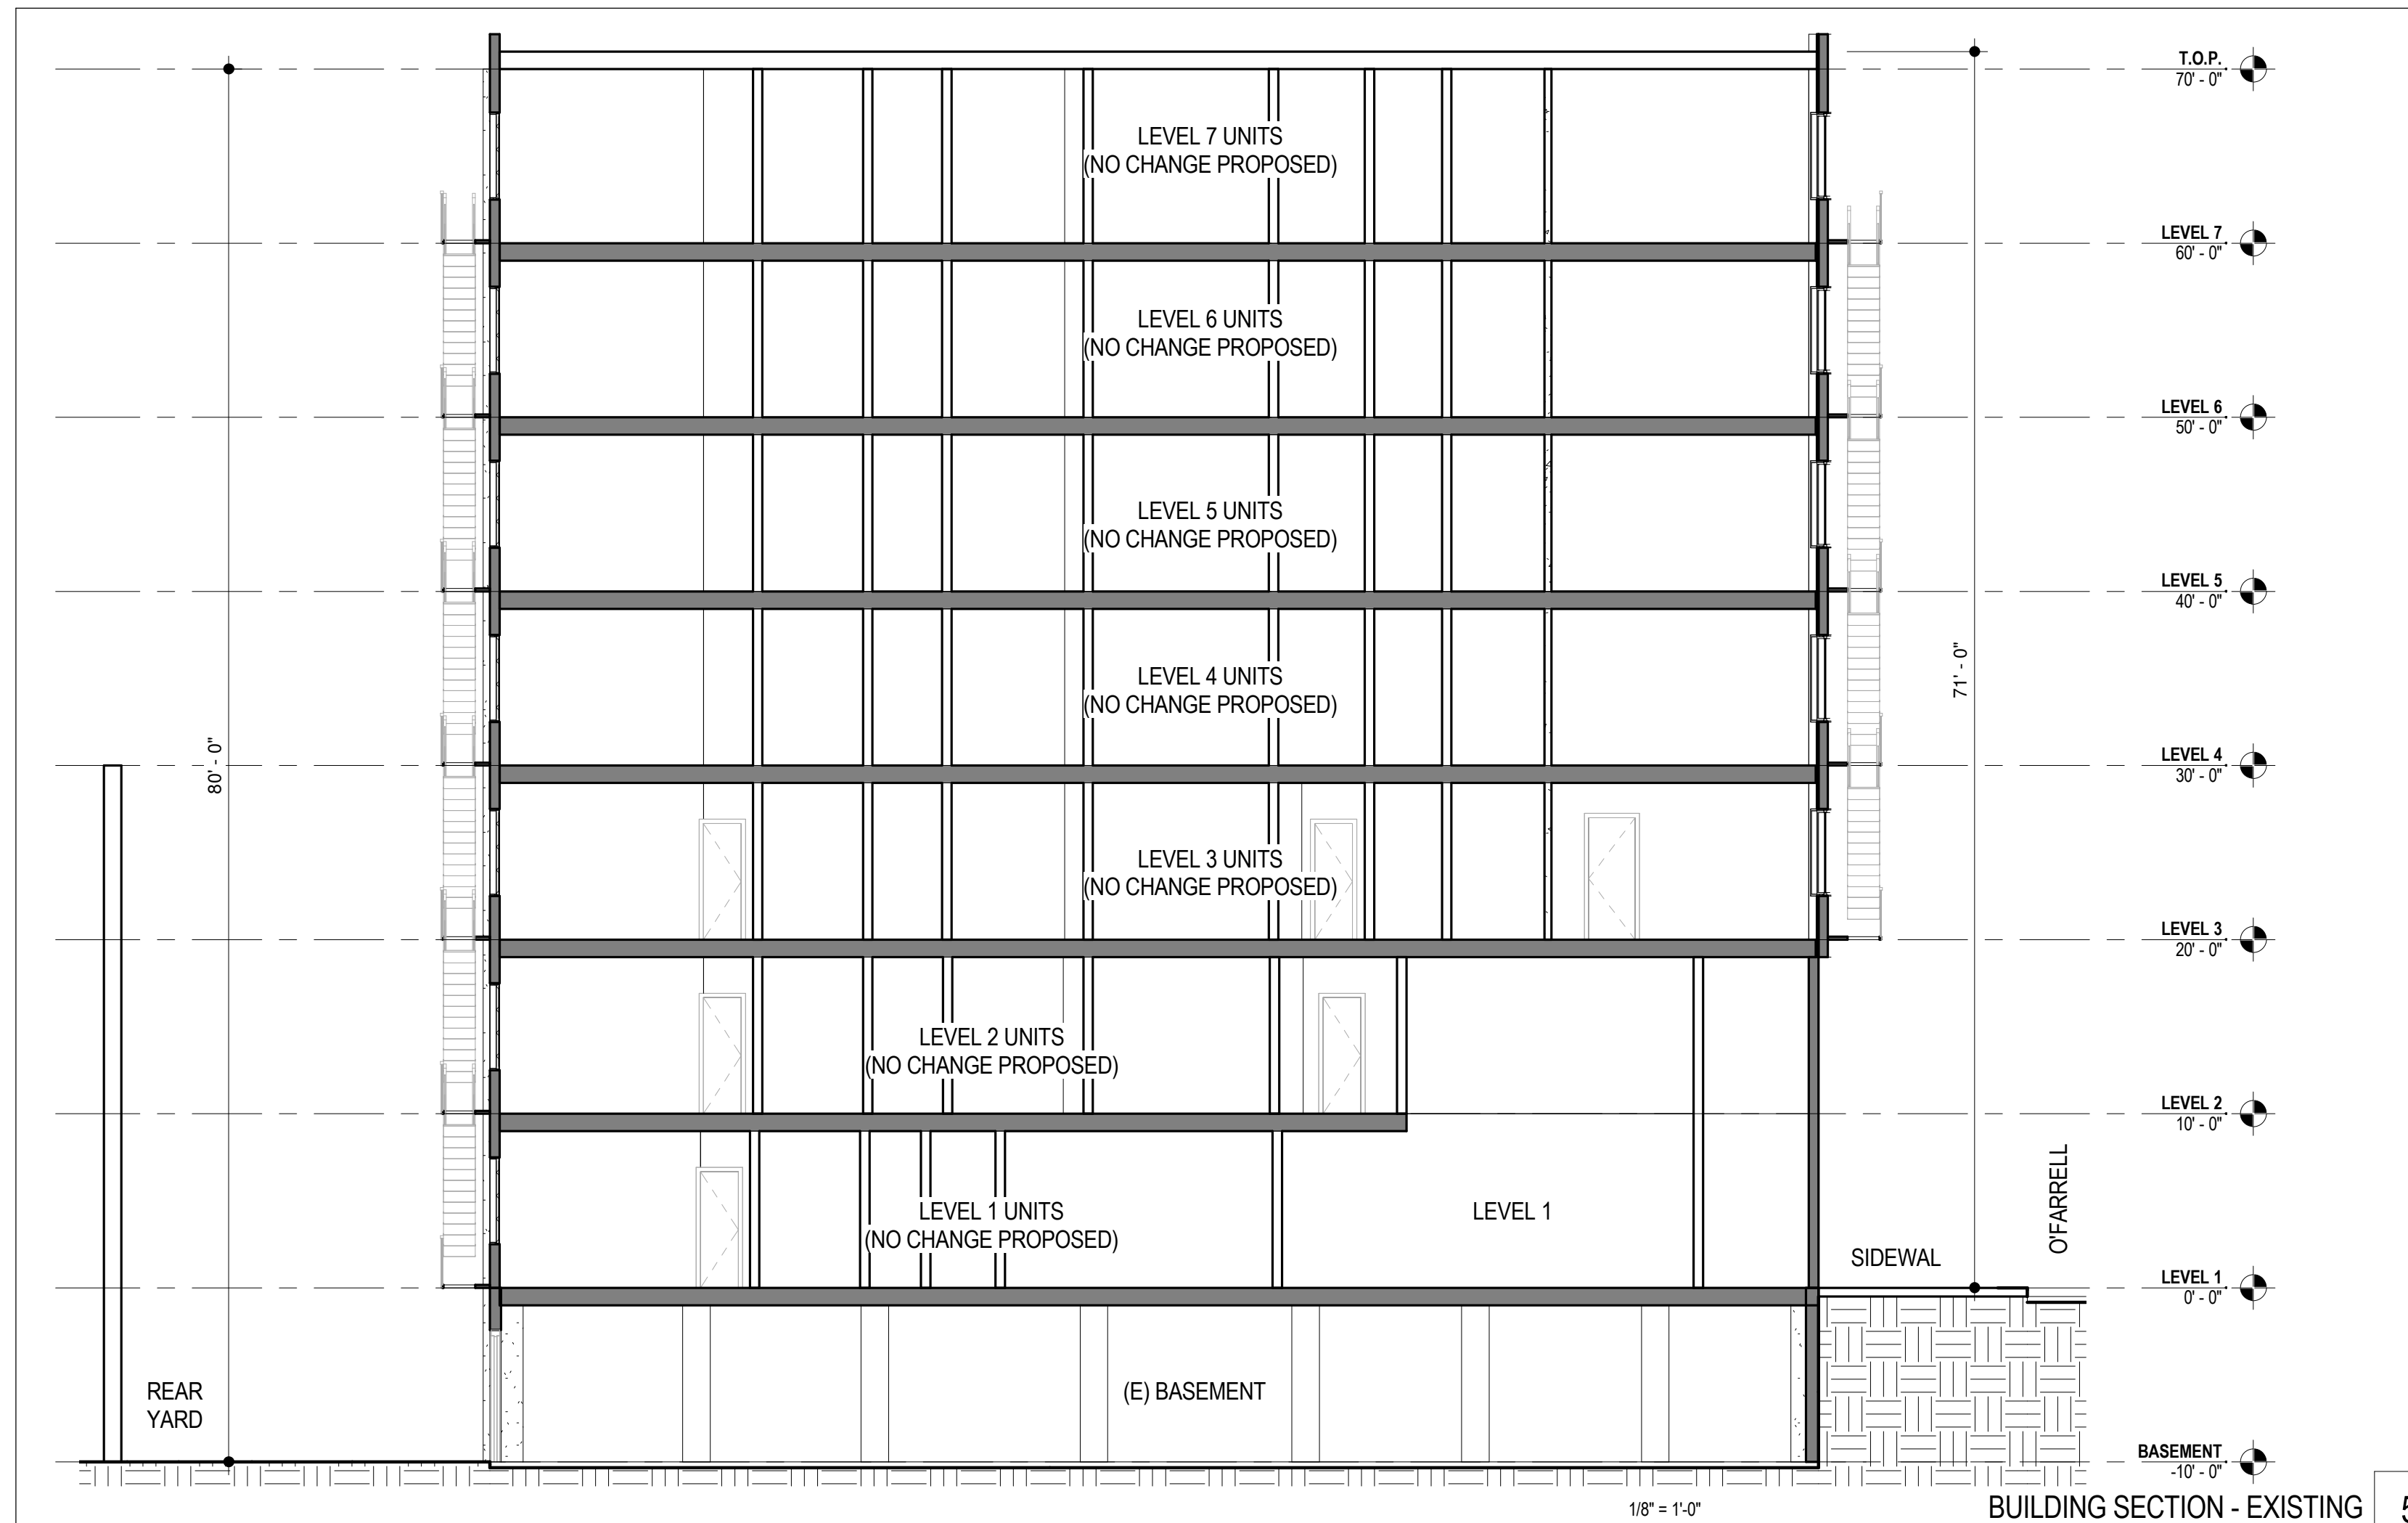 T.O.P.
70' - 0"
LEVEL 7 UNITS
(NO CHANGE PROPOSED)
LEVEL 7
60' - 0"
LEVEL 6 UNITS
(NO CHANGE PROPOSED)
LEVEL 6
50' - 0"
LEVEL 5 UNITS
(NO CHANGE PROPOSED)
LEVEL 5
40' - 0"
LEVEL 4 UNITS
(NO CHANGE PROPOSED)
71' - 0"
80' - 0"
LEVEL 4
30' - 0"
LEVEL 3 UNITS
(NO CHANGE PROPOSED)
LEVEL 3
20' - 0"
LEVEL 2 UNITS
(NO CHANGE PROPOSED)
LEVEL 2
10' - 0"
LEVEL 1 UNITS
(NO CHANGE PROPOSED)
LEVEL 1
O'FARRELL
SIDEWAL
LEVEL 1
0' - 0"
REAR
YARD
(E) BASEMENT
BASEMENT
-10' - 0"
1/8" = 1'-0"
BUILDING SECTION - EXISTING